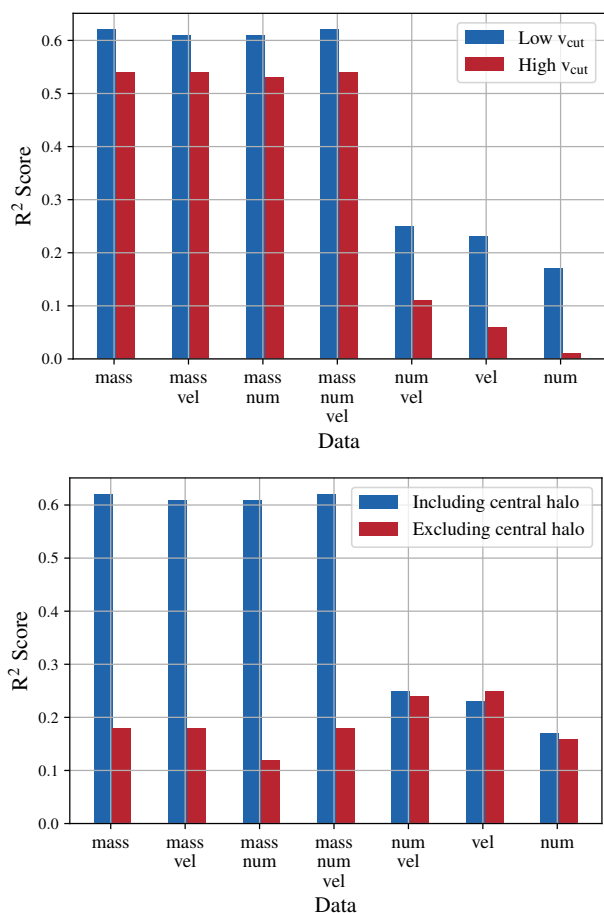 0.6
0.5
0.4
0.3
0.2
0.1
0.0
R² Score
Low v_cut
High v_cut
mass
mass
vel
mass
num
mass
num
vel
num
vel
vel
num
Data
0.6
0.5
0.4
0.3
0.2
0.1
0.0
R² Score
Including central halo
Excluding central halo
mass
mass
vel
mass
num
mass
num
vel
num
vel
vel
num
Data